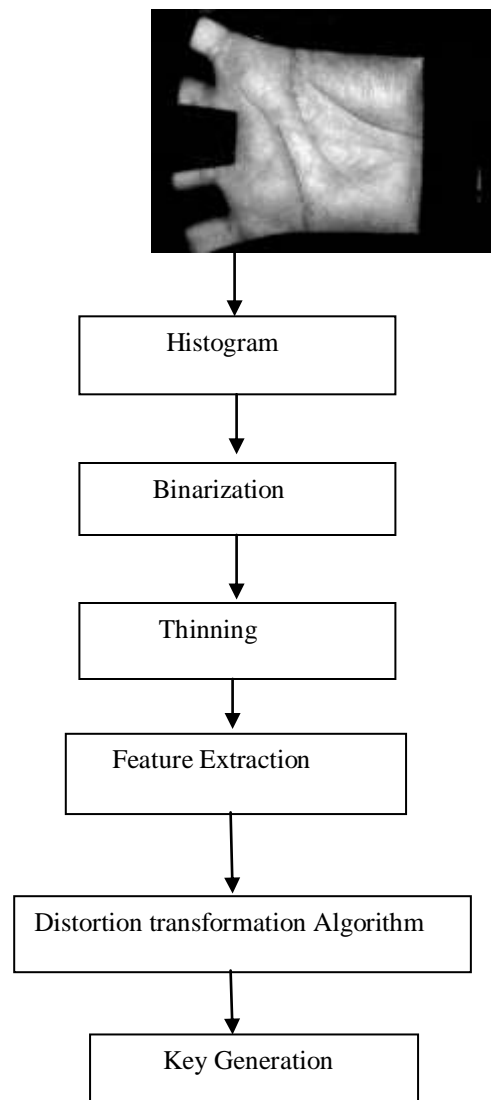 Histogram
Binarization
Thinning
Feature Extraction
Distortion transformation Algorithm
Key Generation